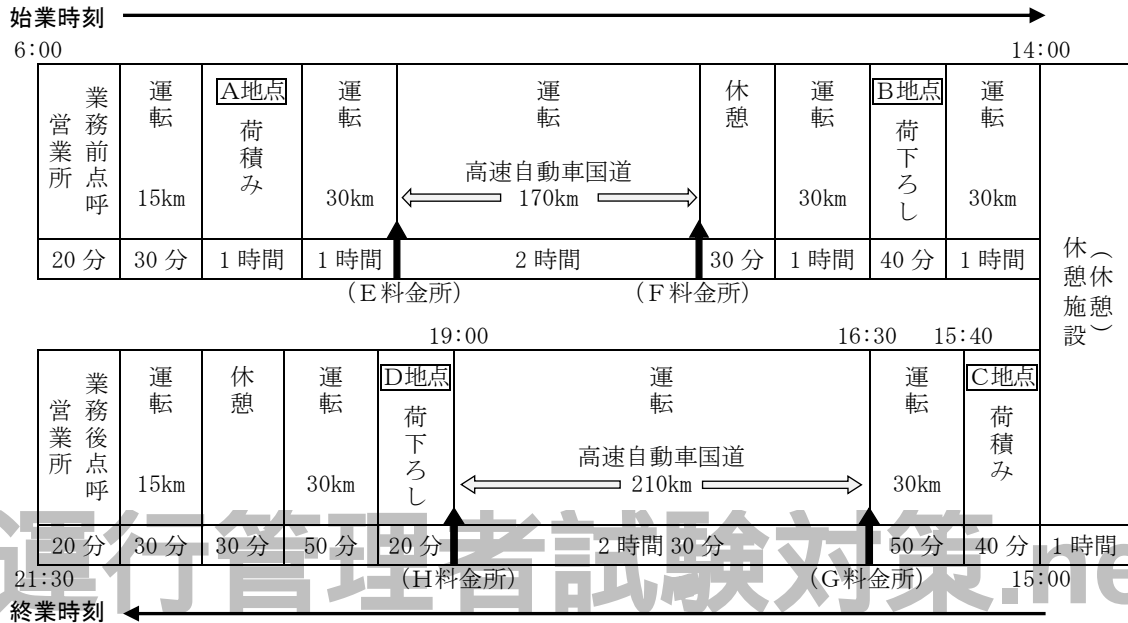 始業時刻
6:00
14:00
営業所
業務前点呼
運転
15km
A地点
荷積み
運転
30km
運転
高速自動車国道
170km
休憩
運転
30km
B地点
荷下ろし
運転
30km
20分
30分
1時間
1時間
2時間
30分
1時間
40分
1時間
(E料金所)
(F料金所)
休憩施設
(休憩)
19:00
16:30
15:40
営業所
業務後点呼
運転
15km
休憩
運転
30km
D地点
荷下ろし
運転
高速自動車国道
210km
運転
30km
C地点
荷積み
20分
30分
30分
50分
20分
2時間30分
50分
40分
1時間
21:30
(H料金所)
(G料金所)
15:00
終業時刻
運行管理者試験対策.ne